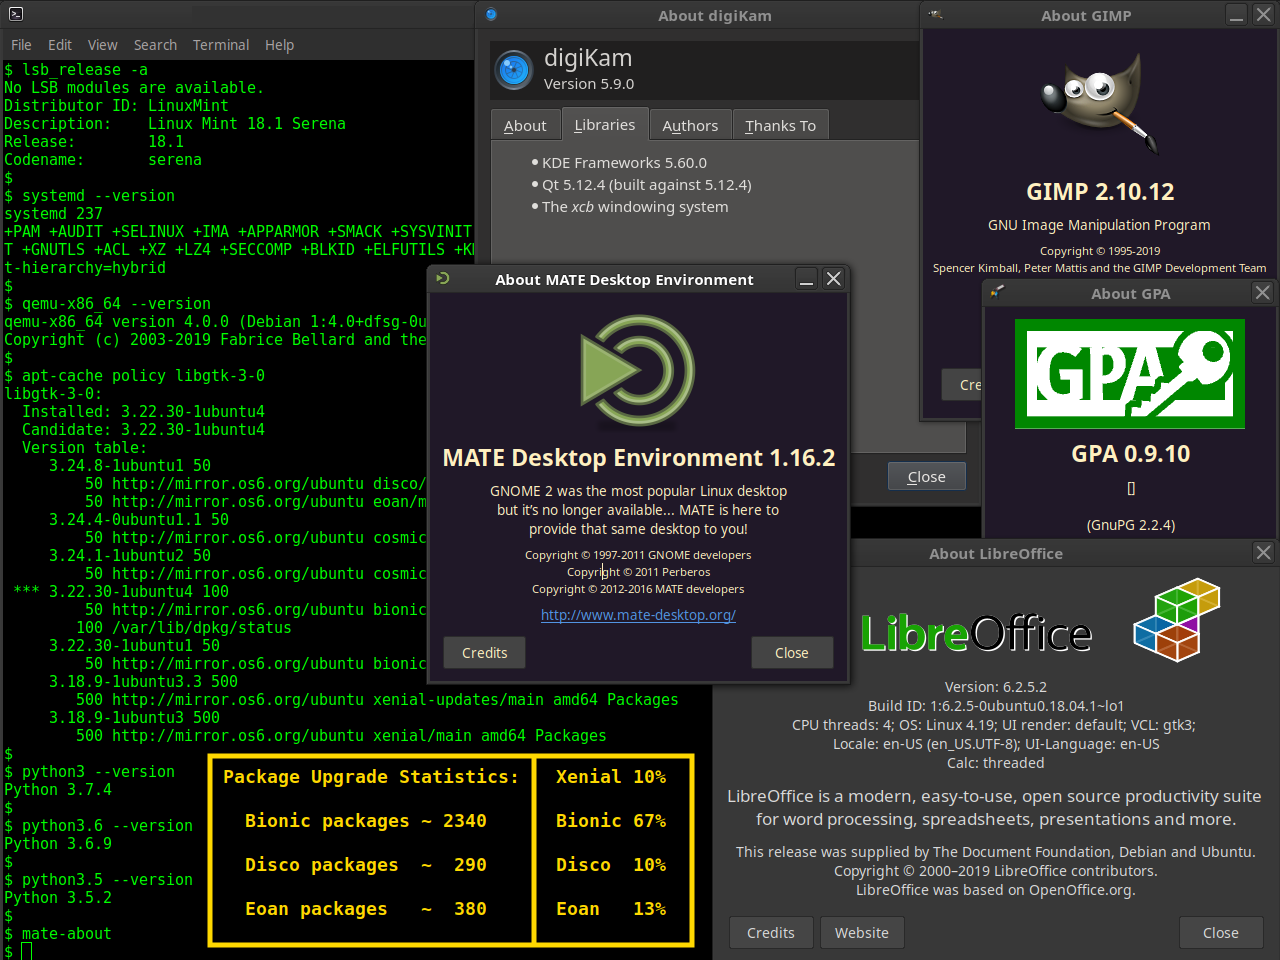 File Edit View Search Terminal Help
$ lsb_release -a
No LSB modules are available.
Distributor ID: LinuxMint
Description:    Linux Mint 18.1 Serena
Release:        18.1
Codename:       serena
$
$ systemd --version
systemd 237
+PAM +AUDIT +SELINUX +IMA +APPARMOR +SMACK +SYSVINIT
T +GNUTLS +ACL +XZ +LZ4 +SECCOMP +BLKID +ELFUTILS
t-hierarchy=hybrid
$
$ qemu-x86_64 --version
qemu-x86_64 version 4.0.0 (Debian 1:4.0+dfsg-0u
Copyright (c) 2003-2019 Fabrice Bellard and the
$
$ apt-cache policy libgtk-3-0
libgtk-3-0:
  Installed: 3.22.30-1ubuntu4
  Candidate: 3.22.30-1ubuntu4
  Version table:
     3.24.8-1ubuntu1 50
         50 http://mirror.os6.org/ubuntu disco/
         50 http://mirror.os6.org/ubuntu eoan/m
     3.24.4-0ubuntu1.1 50
         50 http://mirror.os6.org/ubuntu cosmic
     3.24.1-1ubuntu2 50
         50 http://mirror.os6.org/ubuntu cosmic
 *** 3.22.30-1ubuntu4 100
         50 http://mirror.os6.org/ubuntu bionic
        100 /var/lib/dpkg/status
     3.22.30-1ubuntu1 50
         50 http://mirror.os6.org/ubuntu bionic
     3.18.9-1ubuntu3.3 500
        500 http://mirror.os6.org/ubuntu xenial-updates/main amd64 Packages
     3.18.9-1ubuntu3 500
        500 http://mirror.os6.org/ubuntu xenial/main amd64 Packages
$
$ python3 --version
Python 3.7.4
$
$ python3.6 --version
Python 3.6.9
$
$ python3.5 --version
Python 3.5.2
$
$ mate-about
$
Package Upgrade Statistics: Xenial 10%
Bionic packages ~ 2340 Bionic 67%
Disco packages ~ 290 Disco 10%
Eoan packages ~ 380 Eoan 13%
About digiKam
digiKam
Version 5.9.0
About Libraries Authors Thanks To
• KDE Frameworks 5.60.0
• Qt 5.12.4 (built against 5.12.4)
• The xcb windowing system
Close
About MATE Desktop Environment
MATE Desktop Environment 1.16.2
GNOME 2 was the most popular Linux desktop
but it’s no longer available... MATE is here to
provide that same desktop to you!
Copyright © 1997-2011 GNOME developers
Copyright © 2011 Perberos
Copyright © 2012-2016 MATE developers
http://www.mate-desktop.org/
Credits Close
About GIMP
GIMP 2.10.12
GNU Image Manipulation Program
Copyright © 1995-2019
Spencer Kimball, Peter Mattis and the GIMP Development Team
Cre
About GPA
GPA
GPA 0.9.10
[]
(GnuPG 2.2.4)
About LibreOffice
LibreOffice
Version: 6.2.5.2
Build ID: 1:6.2.5-0ubuntu0.18.04.1~lo1
CPU threads: 4; OS: Linux 4.19; UI render: default; VCL: gtk3;
Locale: en-US (en_US.UTF-8); UI-Language: en-US
Calc: threaded
LibreOffice is a modern, easy-to-use, open source productivity suite
for word processing, spreadsheets, presentations and more.
This release was supplied by The Document Foundation, Debian and Ubuntu.
Copyright © 2000–2019 LibreOffice contributors.
LibreOffice was based on OpenOffice.org.
Credits Website Close